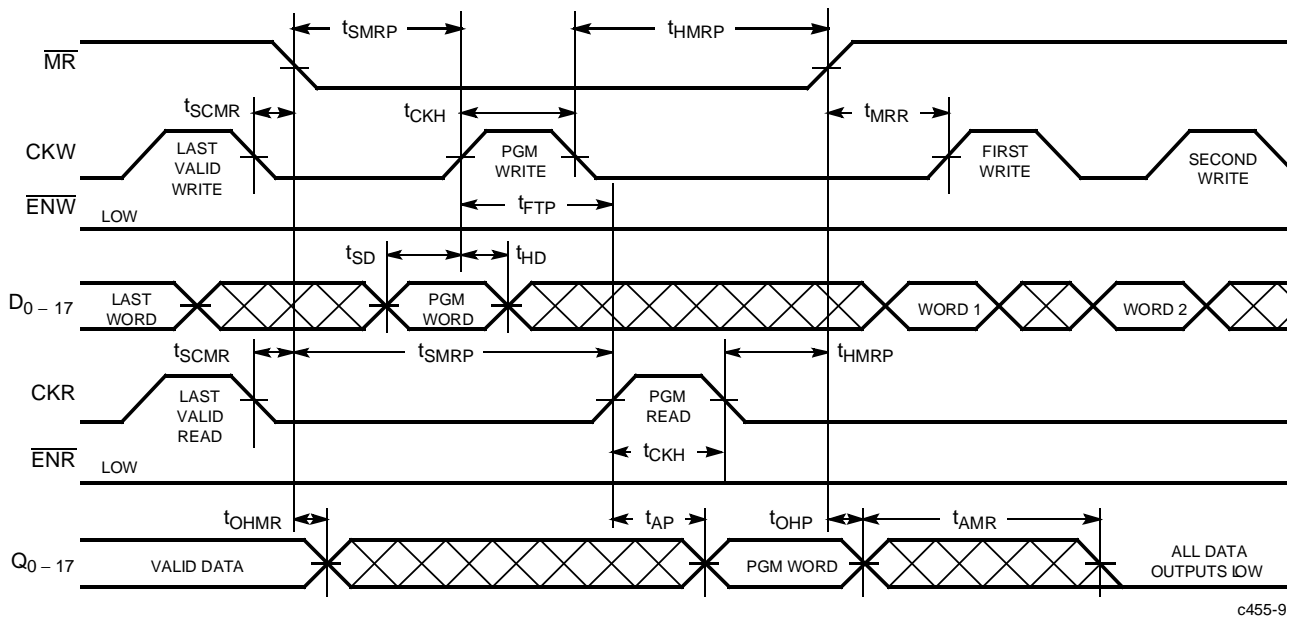 tSMRP tHMRP
MR
tSCMR tCKH tMRR
CKW
LAST VALID WRITE
PGM WRITE
FIRST WRITE
SECOND WRITE
ENW LOW
tFTP
tSD tHD
D0 – 17
LAST WORD
PGM WORD
WORD 1
WORD 2
tSCMR tSMRP tHMRP
CKR
LAST VALID READ
PGM READ
tCKH
ENR LOW
tOHMR tAP tOHP tAMR
Q0 – 17
VALID DATA
PGM WORD
ALL DATA OUTPUTS LOW
c455-9